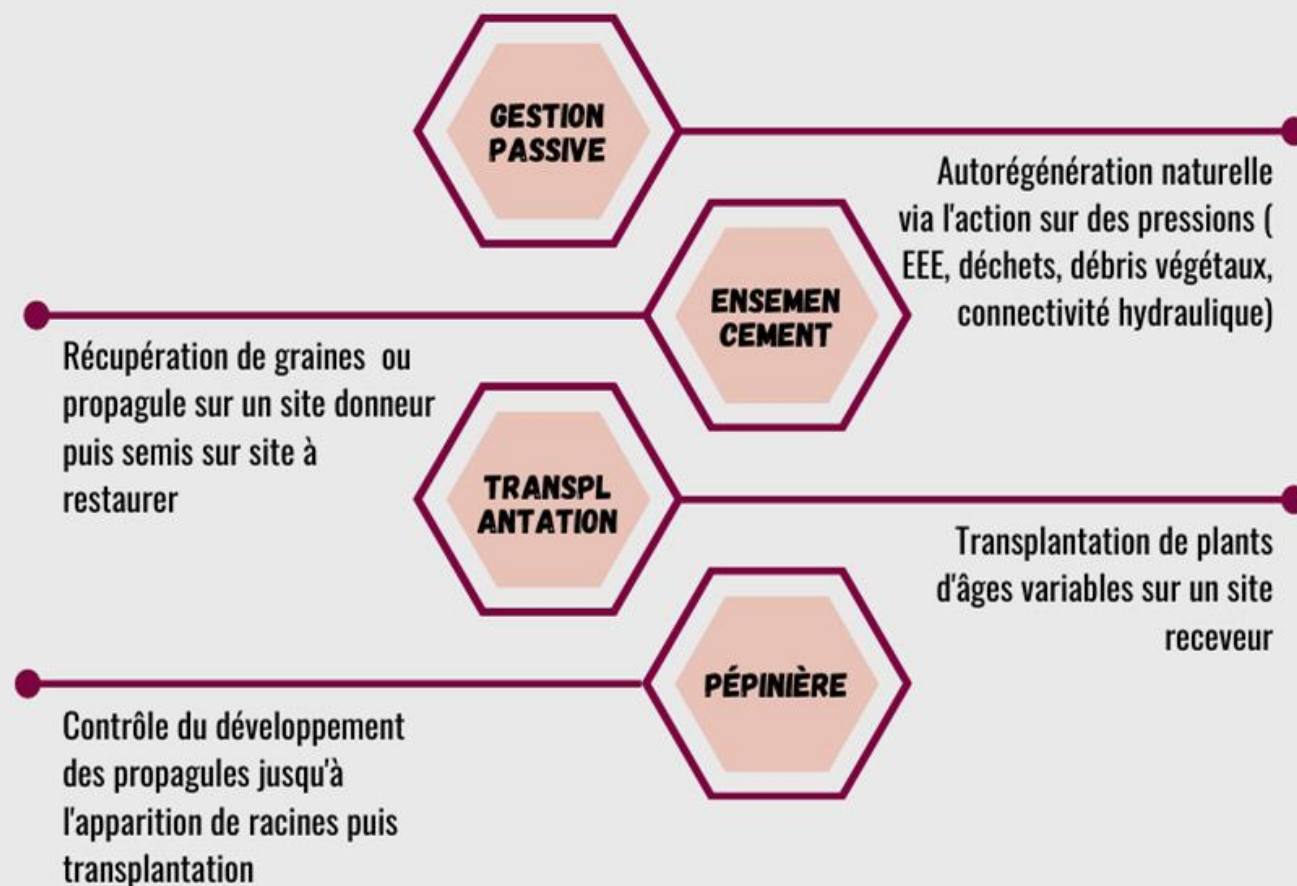 GESTION
PASSIVE
Autorégénération naturelle
via l'action sur des pressions (
EEE, déchets, débris végétaux,
connectivité hydraulique)
ENSEMEN
CEMENT
Récupération de graines ou
propagule sur un site donneur
puis semis sur site à
restaurer
TRANSPL
ANTATION
Transplantation de plants
d'âges variables sur un site
receveur
PÉPINIÈRE
Contrôle du développement
des propagules jusqu'à
l'apparition de racines puis
transplantation